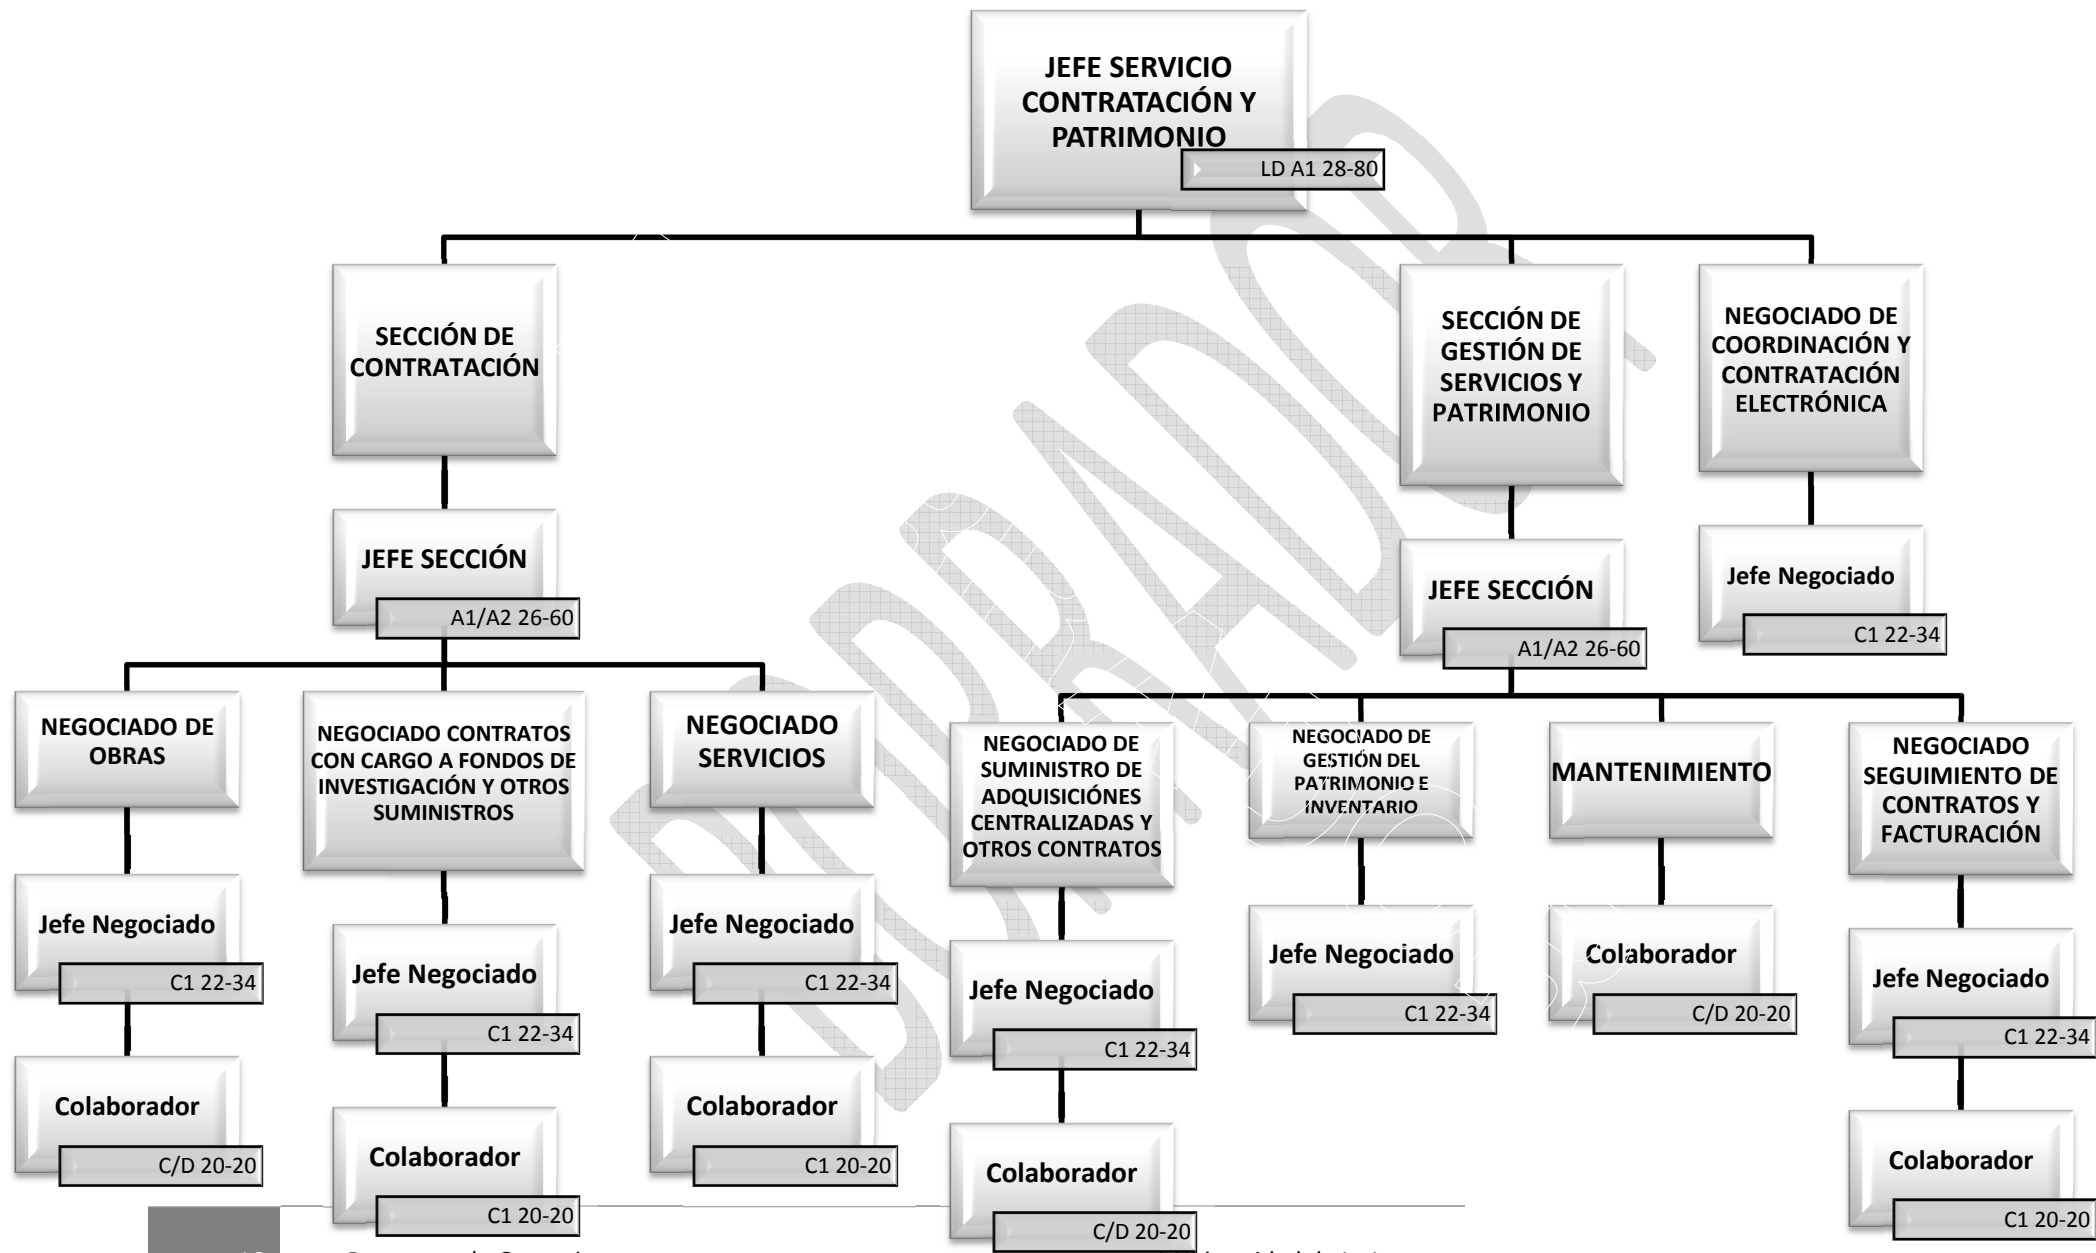 JEFE SERVICIO
CONTRATACIÓN Y
PATRIMONIO
LD A1 28-80
SECCIÓN DE
CONTRATACIÓN
JEFE SECCIÓN
A1/A2 26-60
NEGOCIADO DE
OBRAS
Jefe Negociado
C1 22-34
Colaborador
C/D 20-20
NEGOCIADO CONTRATOS
CON CARGO A FONDOS DE
INVESTIGACIÓN Y OTROS
SUMINISTROS
Jefe Negociado
C1 22-34
Colaborador
C1 20-20
NEGOCIADO
SERVICIOS
Jefe Negociado
C1 22-34
Colaborador
C1 20-20
SECCIÓN DE
GESTIÓN DE
SERVICIOS Y
PATRIMONIO
JEFE SECCIÓN
A1/A2 26-60
NEGOCIADO DE
SUMINISTRO DE
ADQUISICIÓNES
CENTRALIZADAS Y
OTROS CONTRATOS
Jefe Negociado
C1 22-34
Colaborador
C/D 20-20
NEGOCIADO DE
GESTIÓN DEL
PATRIMONIO E
INVENTARIO
Jefe Negociado
C1 22-34
MANTENIMIENTO
Colaborador
C/D 20-20
NEGOCIADO
SEGUIMIENTO DE
CONTRATOS Y
FACTURACIÓN
Jefe Negociado
C1 22-34
Colaborador
C1 20-20
NEGOCIADO DE
COORDINACIÓN Y
CONTRATACIÓN
ELECTRÓNICA
Jefe Negociado
C1 22-34
BORRADOR